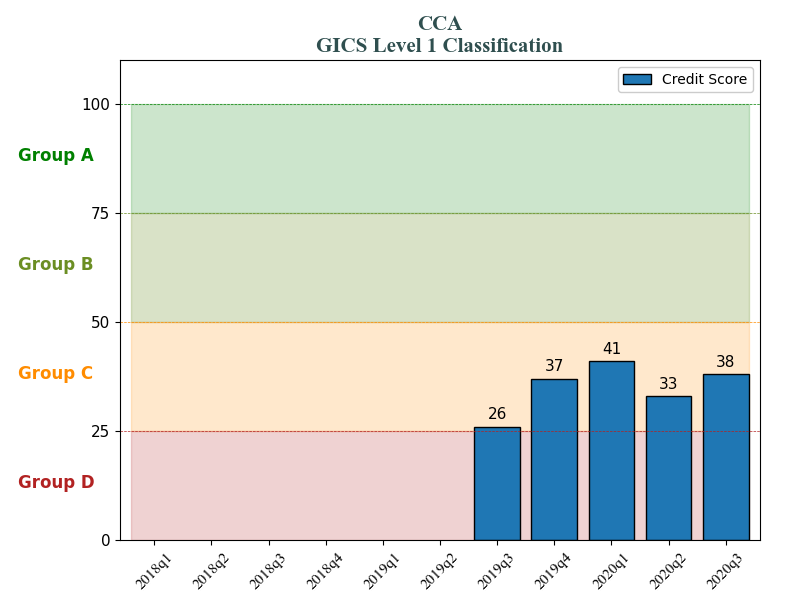 CCA
GICS Level 1 Classification
Credit Score
100
Group A
75
Group B
50
Group C
25
Group D
0
26
37
41
33
38
2018q1
2018q2
2018q3
2018q4
2019q1
2019q2
2019q3
2019q4
2020q1
2020q2
2020q3